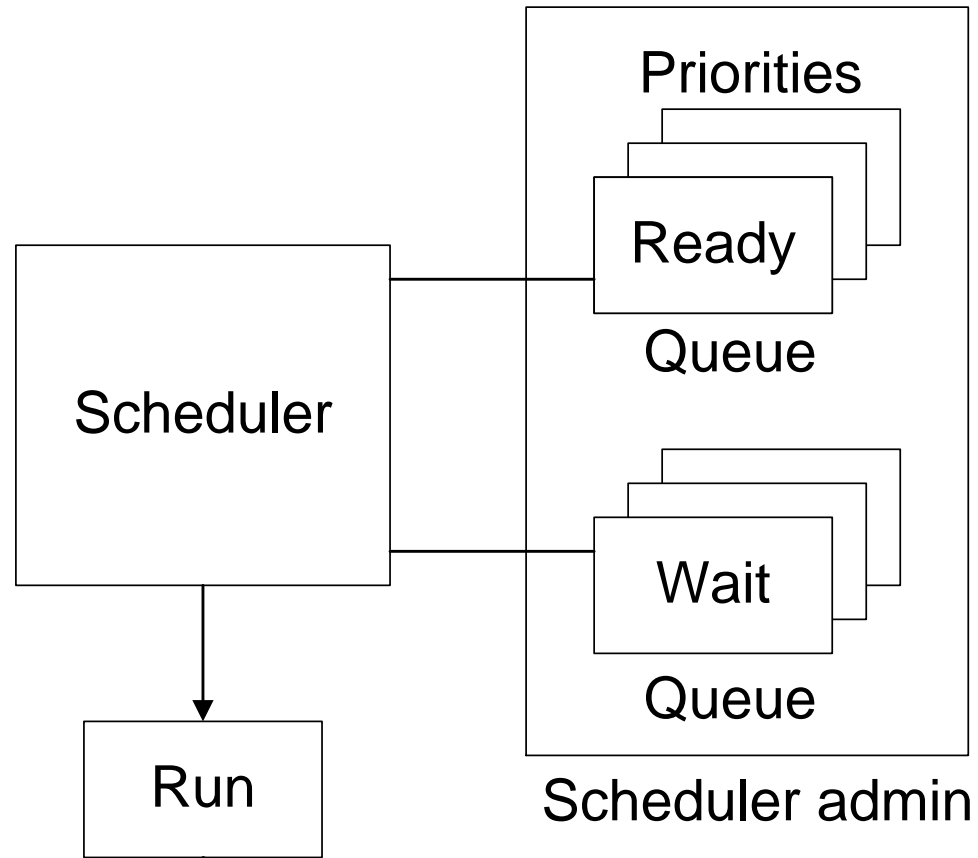 Priorities
Ready
Queue
Scheduler
Wait
Queue
Run
Scheduler admin